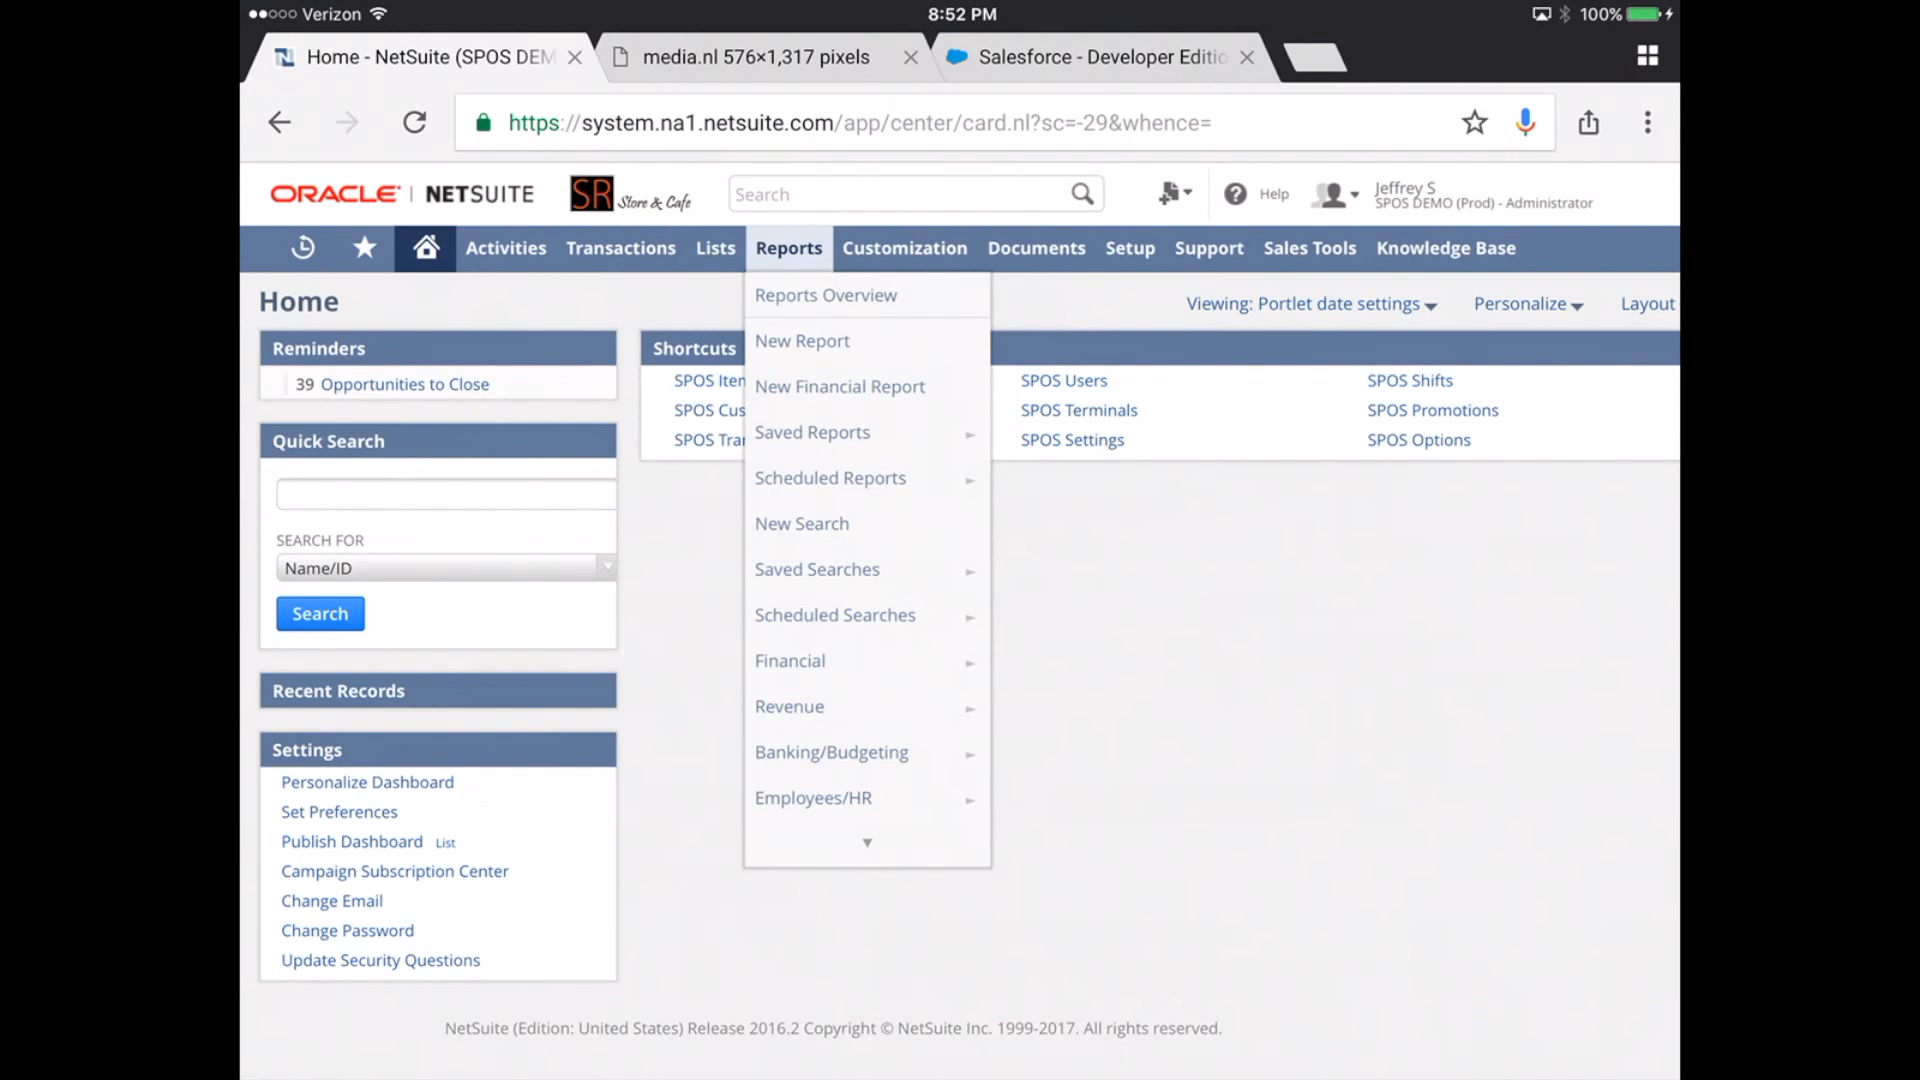 Verizon 8:52 PM 100%
Home - NetSuite (SPOS DEM
media.nl 576×1,317 pixels
Salesforce - Developer Editio
https://system.na1.netsuite.com/app/center/card.nl?sc=-29&whence=
ORACLE | NETSUITE
SR Store & Cafe
Search
Help
Jeffrey S
SPOS DEMO (Prod) - Administrator
Activities Transactions Lists Reports Customization Documents Setup Support Sales Tools Knowledge Base
Home
Viewing: Portlet date settings Personalize Layout
Reminders
39 Opportunities to Close
Quick Search
SEARCH FOR
Name/ID
Search
Recent Records
Settings
Personalize Dashboard
Set Preferences
Publish Dashboard List
Campaign Subscription Center
Change Email
Change Password
Update Security Questions
Shortcuts
SPOS Iten
SPOS Cus
SPOS Trar
Reports Overview
New Report
New Financial Report
Saved Reports
Scheduled Reports
New Search
Saved Searches
Scheduled Searches
Financial
Revenue
Banking/Budgeting
Employees/HR
SPOS Users
SPOS Terminals
SPOS Settings
SPOS Shifts
SPOS Promotions
SPOS Options
NetSuite (Edition: United States) Release 2016.2 Copyright © NetSuite Inc. 1999-2017. All rights reserved.